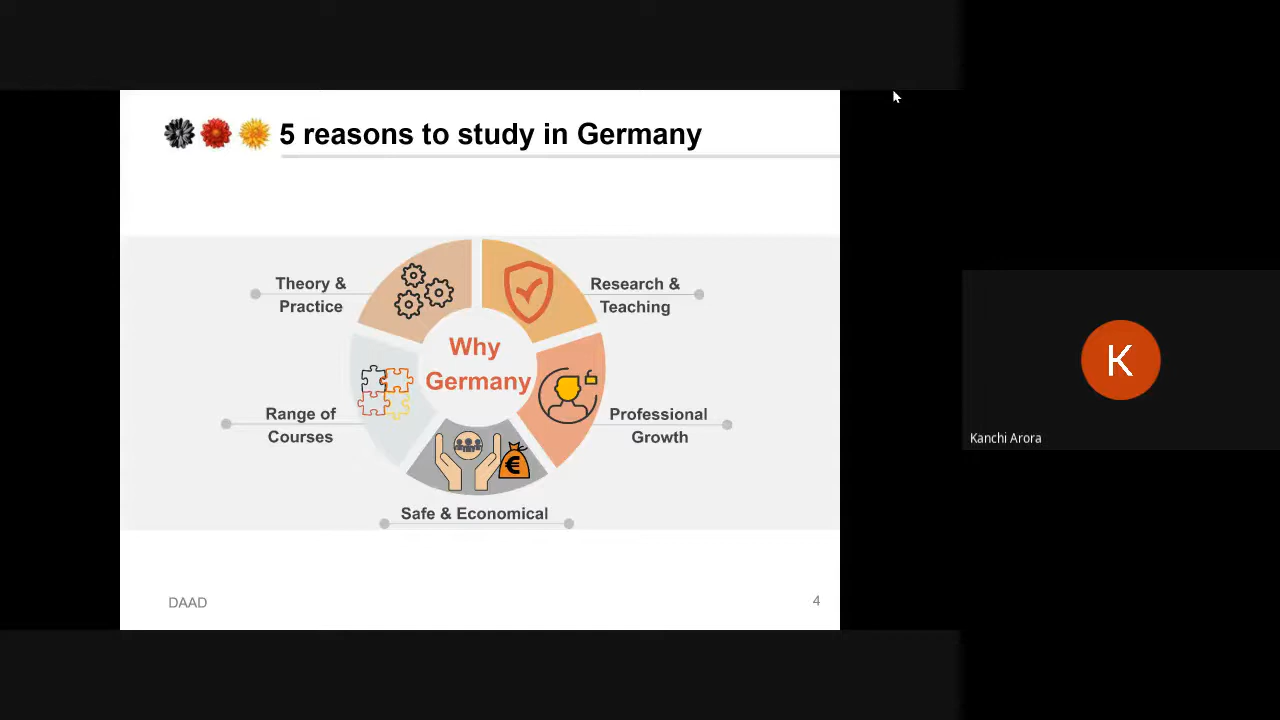 5 reasons to study in Germany
Theory &
Practice
Research &
Teaching
Why
Germany
Range of
Courses
Professional
Growth
€
Safe & Economical
DAAD
4
K
Kanchi Arora